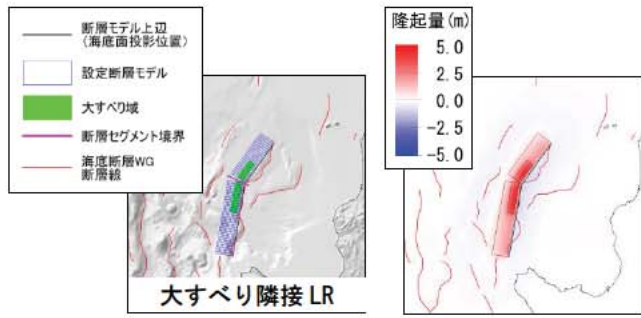 断層モデル上辺
(海底面投影位置)
設定断層モデル
大すべり域
断層セグメント境界
海底断層WG
断層線
大すべり隣接LR
隆起量(m)
5.0
2.5
0.0
-2.5
-5.0